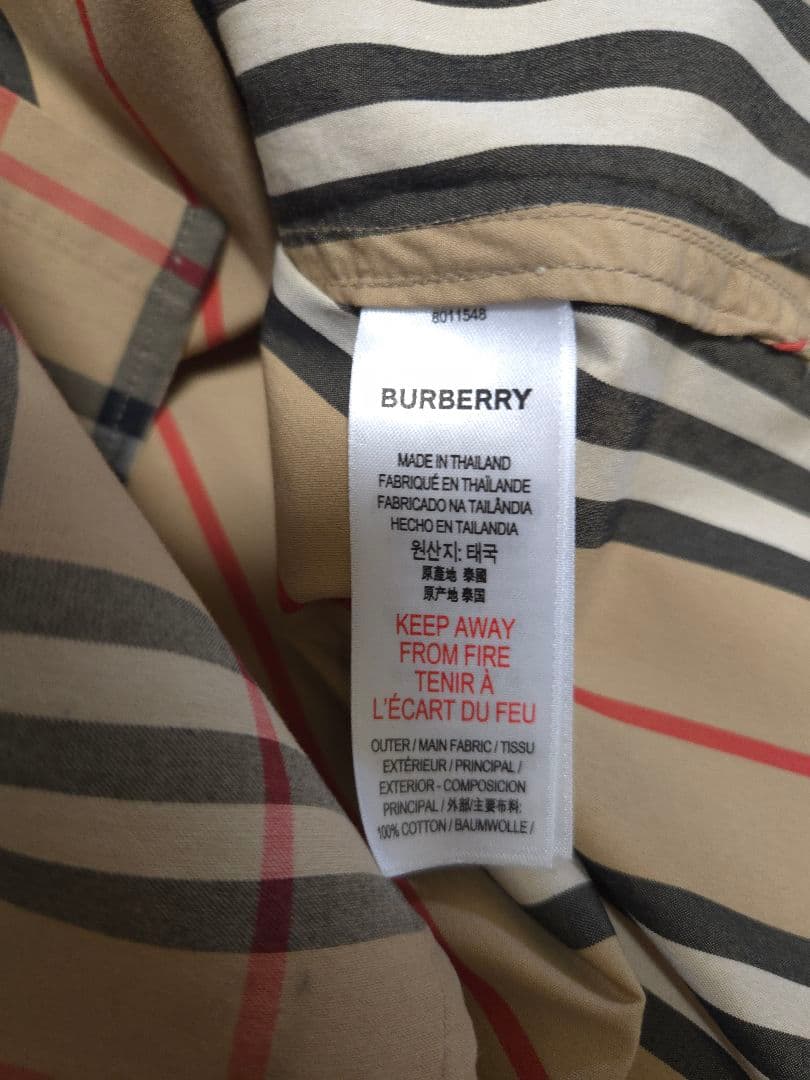 8011548
BURBERRY
MADE IN THAILAND
FABRIQUÉ EN THAÏLANDE
FABRICADO NA TAILÂNDIA
HECHO EN TAILANDIA
원산지: 태국
原產地 泰國
原产地 泰国
KEEP AWAY
FROM FIRE
TENIR À
L'ÉCART DU FEU
OUTER / MAIN FABRIC / TISSU
EXTÉRIEUR / PRINCIPAL /
EXTERIOR - COMPOSICION
PRINCIPAL / 外部/主要布料:
100% COTTON / BAUMWOLLE /